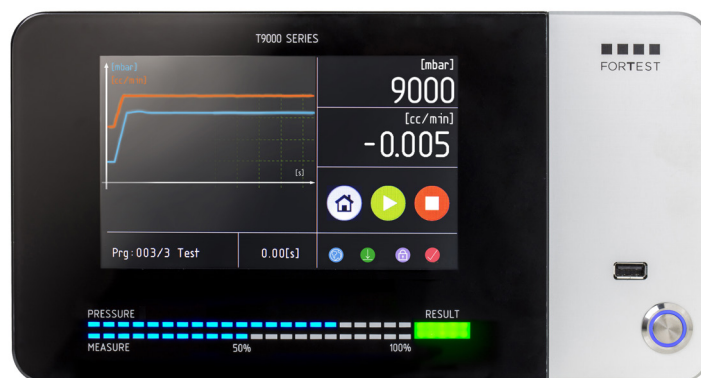 T9000 SERIES
[mbar]
[cc/min]
[s]
[mbar]
9000
[cc/min]
-0.005
Prg:003/3 Test
0.00[s]
FORTEST
PRESSURE
RESULT
MEASURE
50%
100%